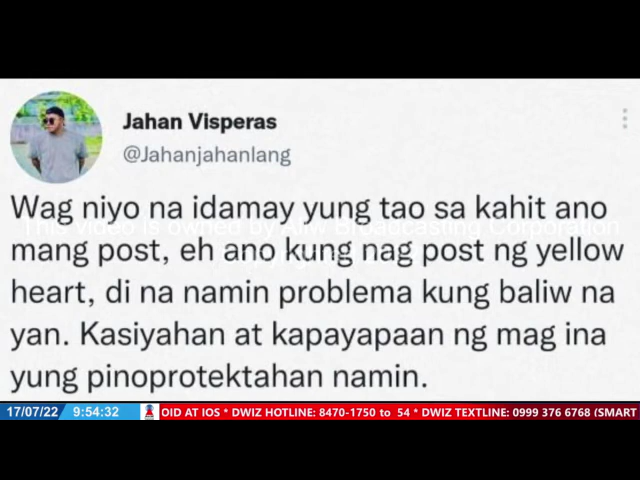 Jahan Visperas
@Jahanjahanlang
Wag niyo na idamay yung tao sa kahit ano
mang post, eh ano kung nag post ng yellow
heart, di na namin problema kung baliw na
yan. Kasiyahan at kapayapaan ng mag ina
yung pinoprotektahan namin.
This video is owned by Aliw Broadcasting Corporation
17/07/22 9:54:32 OID AT IOS * DWIZ HOTLINE: 8470-1750 to 54 * DWIZ TEXTLINE: 0999 376 6768 (SMART